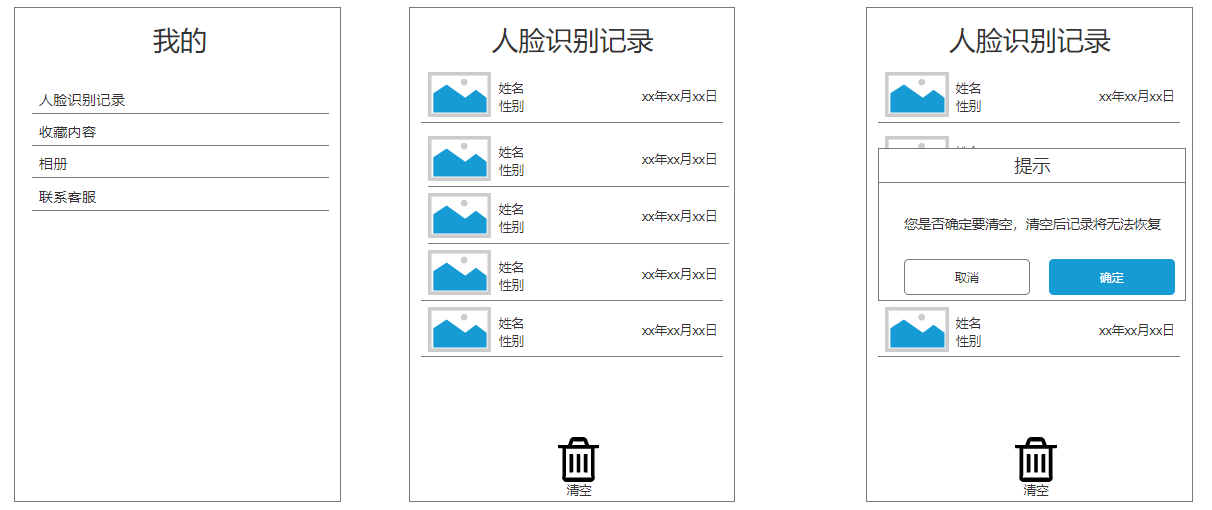 我的
人脸识别记录
收藏内容
相册
联系客服
人脸识别记录
姓名
性别
xx年xx月xx日
姓名
性别
xx年xx月xx日
姓名
性别
xx年xx月xx日
姓名
性别
xx年xx月xx日
姓名
性别
xx年xx月xx日
清空
人脸识别记录
姓名
性别
xx年xx月xx日
提示
您是否确定要清空，清空后记录将无法恢复
取消
确定
姓名
性别
xx年xx月xx日
清空